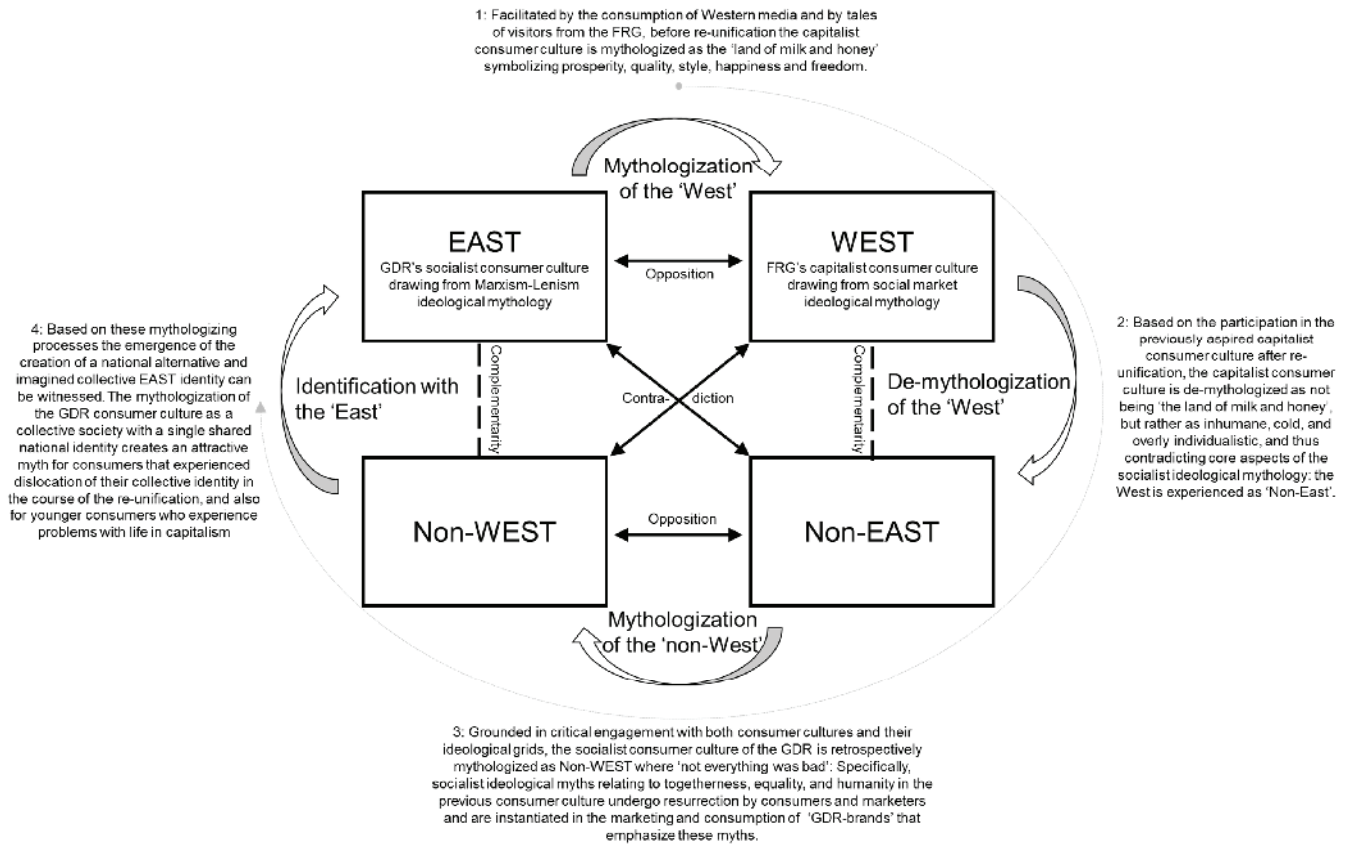 1: Facilitated by the consumption of Western media and by tales
of visitors from the FRG, before re-unification the capitalist
consumer culture is mythologized as the 'land of milk and honey'
symbolizing prosperity, quality, style, happiness and freedom.
Mythologization
of the 'West'
EAST
GDR's socialist consumer culture
drawing from Marxism-Lenism
ideological mythology
Opposition
WEST
FRG's capitalist consumer culture
drawing from social market
ideological mythology
4: Based on these mythologizing
processes the emergence of the
creation of a national alternative and
imagined collective EAST identity can
be witnessed. The mythologization of
the GDR consumer culture as a
collective society with a single shared
national identity creates an attractive
myth for consumers that experienced
dislocation of their collective identity in
the course of the re-unification, and also
for younger consumers who experience
problems with life in capitalism
Identification with
the 'East'
Complementarity
Contra- diction
Complementarity
De-mythologization
of the 'West'
2: Based on the participation in the
previously aspired capitalist
consumer culture after re-
unification, the capitalist consumer
culture is de-mythologized as not
being 'the land of milk and honey',
but rather as inhumane, cold, and
overly individualistic, and thus
contradicting core aspects of the
socialist ideological mythology: the
West is experienced as 'Non-East'.
Non-WEST
Opposition
Non-EAST
Mythologization
of the 'non-West'
3: Grounded in critical engagement with both consumer cultures and their
ideological grids, the socialist consumer culture of the GDR is retrospectively
mythologized as Non-WEST where 'not everything was bad': Specifically,
socialist ideological myths relating to togetherness, equality, and humanity in the
previous consumer culture undergo resurrection by consumers and marketers
and are instantiated in the marketing and consumption of 'GDR-brands' that
emphasize these myths.